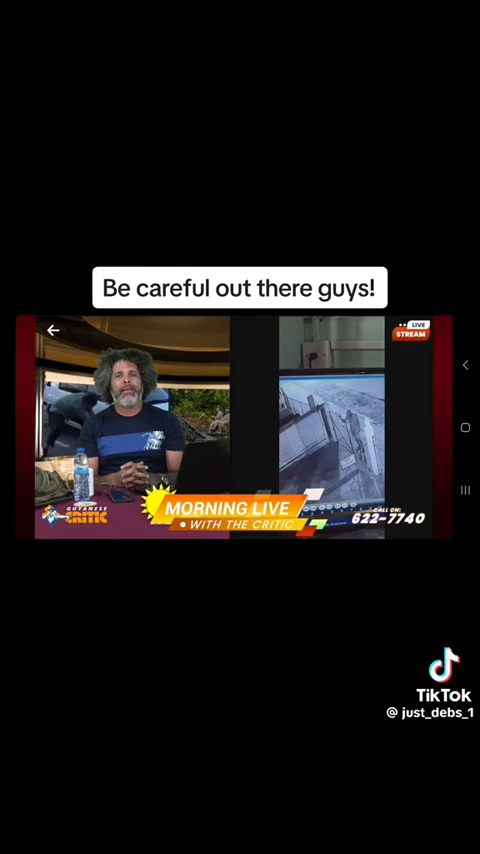 Be careful out there guys!
LIVE
STREAM
GUYANESE
CRITIC
MORNING LIVE
• WITH THE CRITIC
CALL ON:
622-7740
TikTok
@ just_debs_1